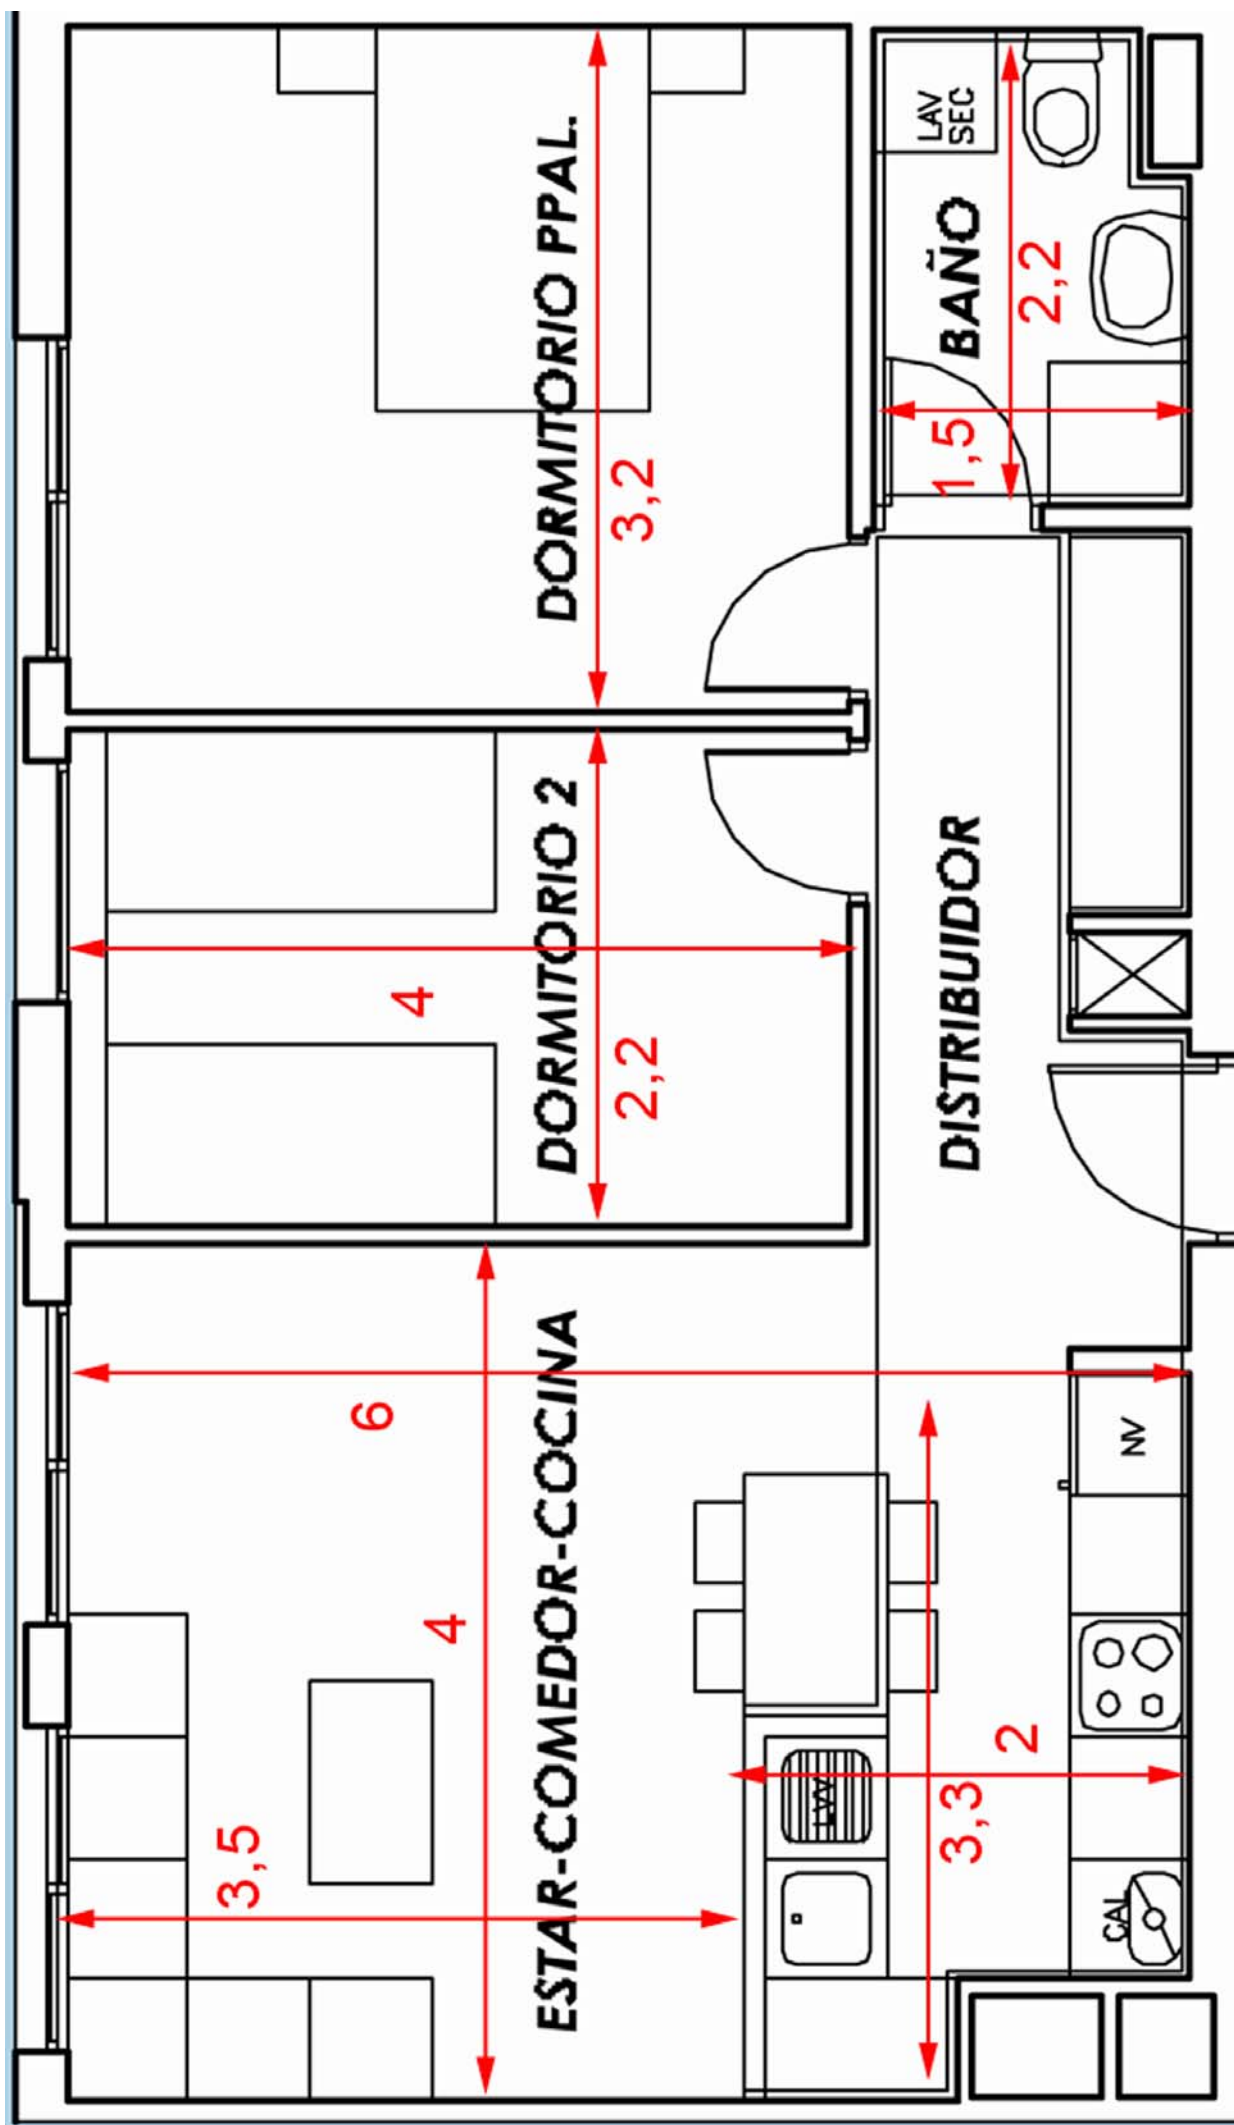 DORMITORIO PPAL.
3,2
LAV
SEC
BAÑO
2,2
1,5
DORMITORIO 2
4
2,2
DISTRIBUIDOR
ESTAR-COMEDOR-COCINA
6
4
3,5
NV
2
3,3
LVV
CAL